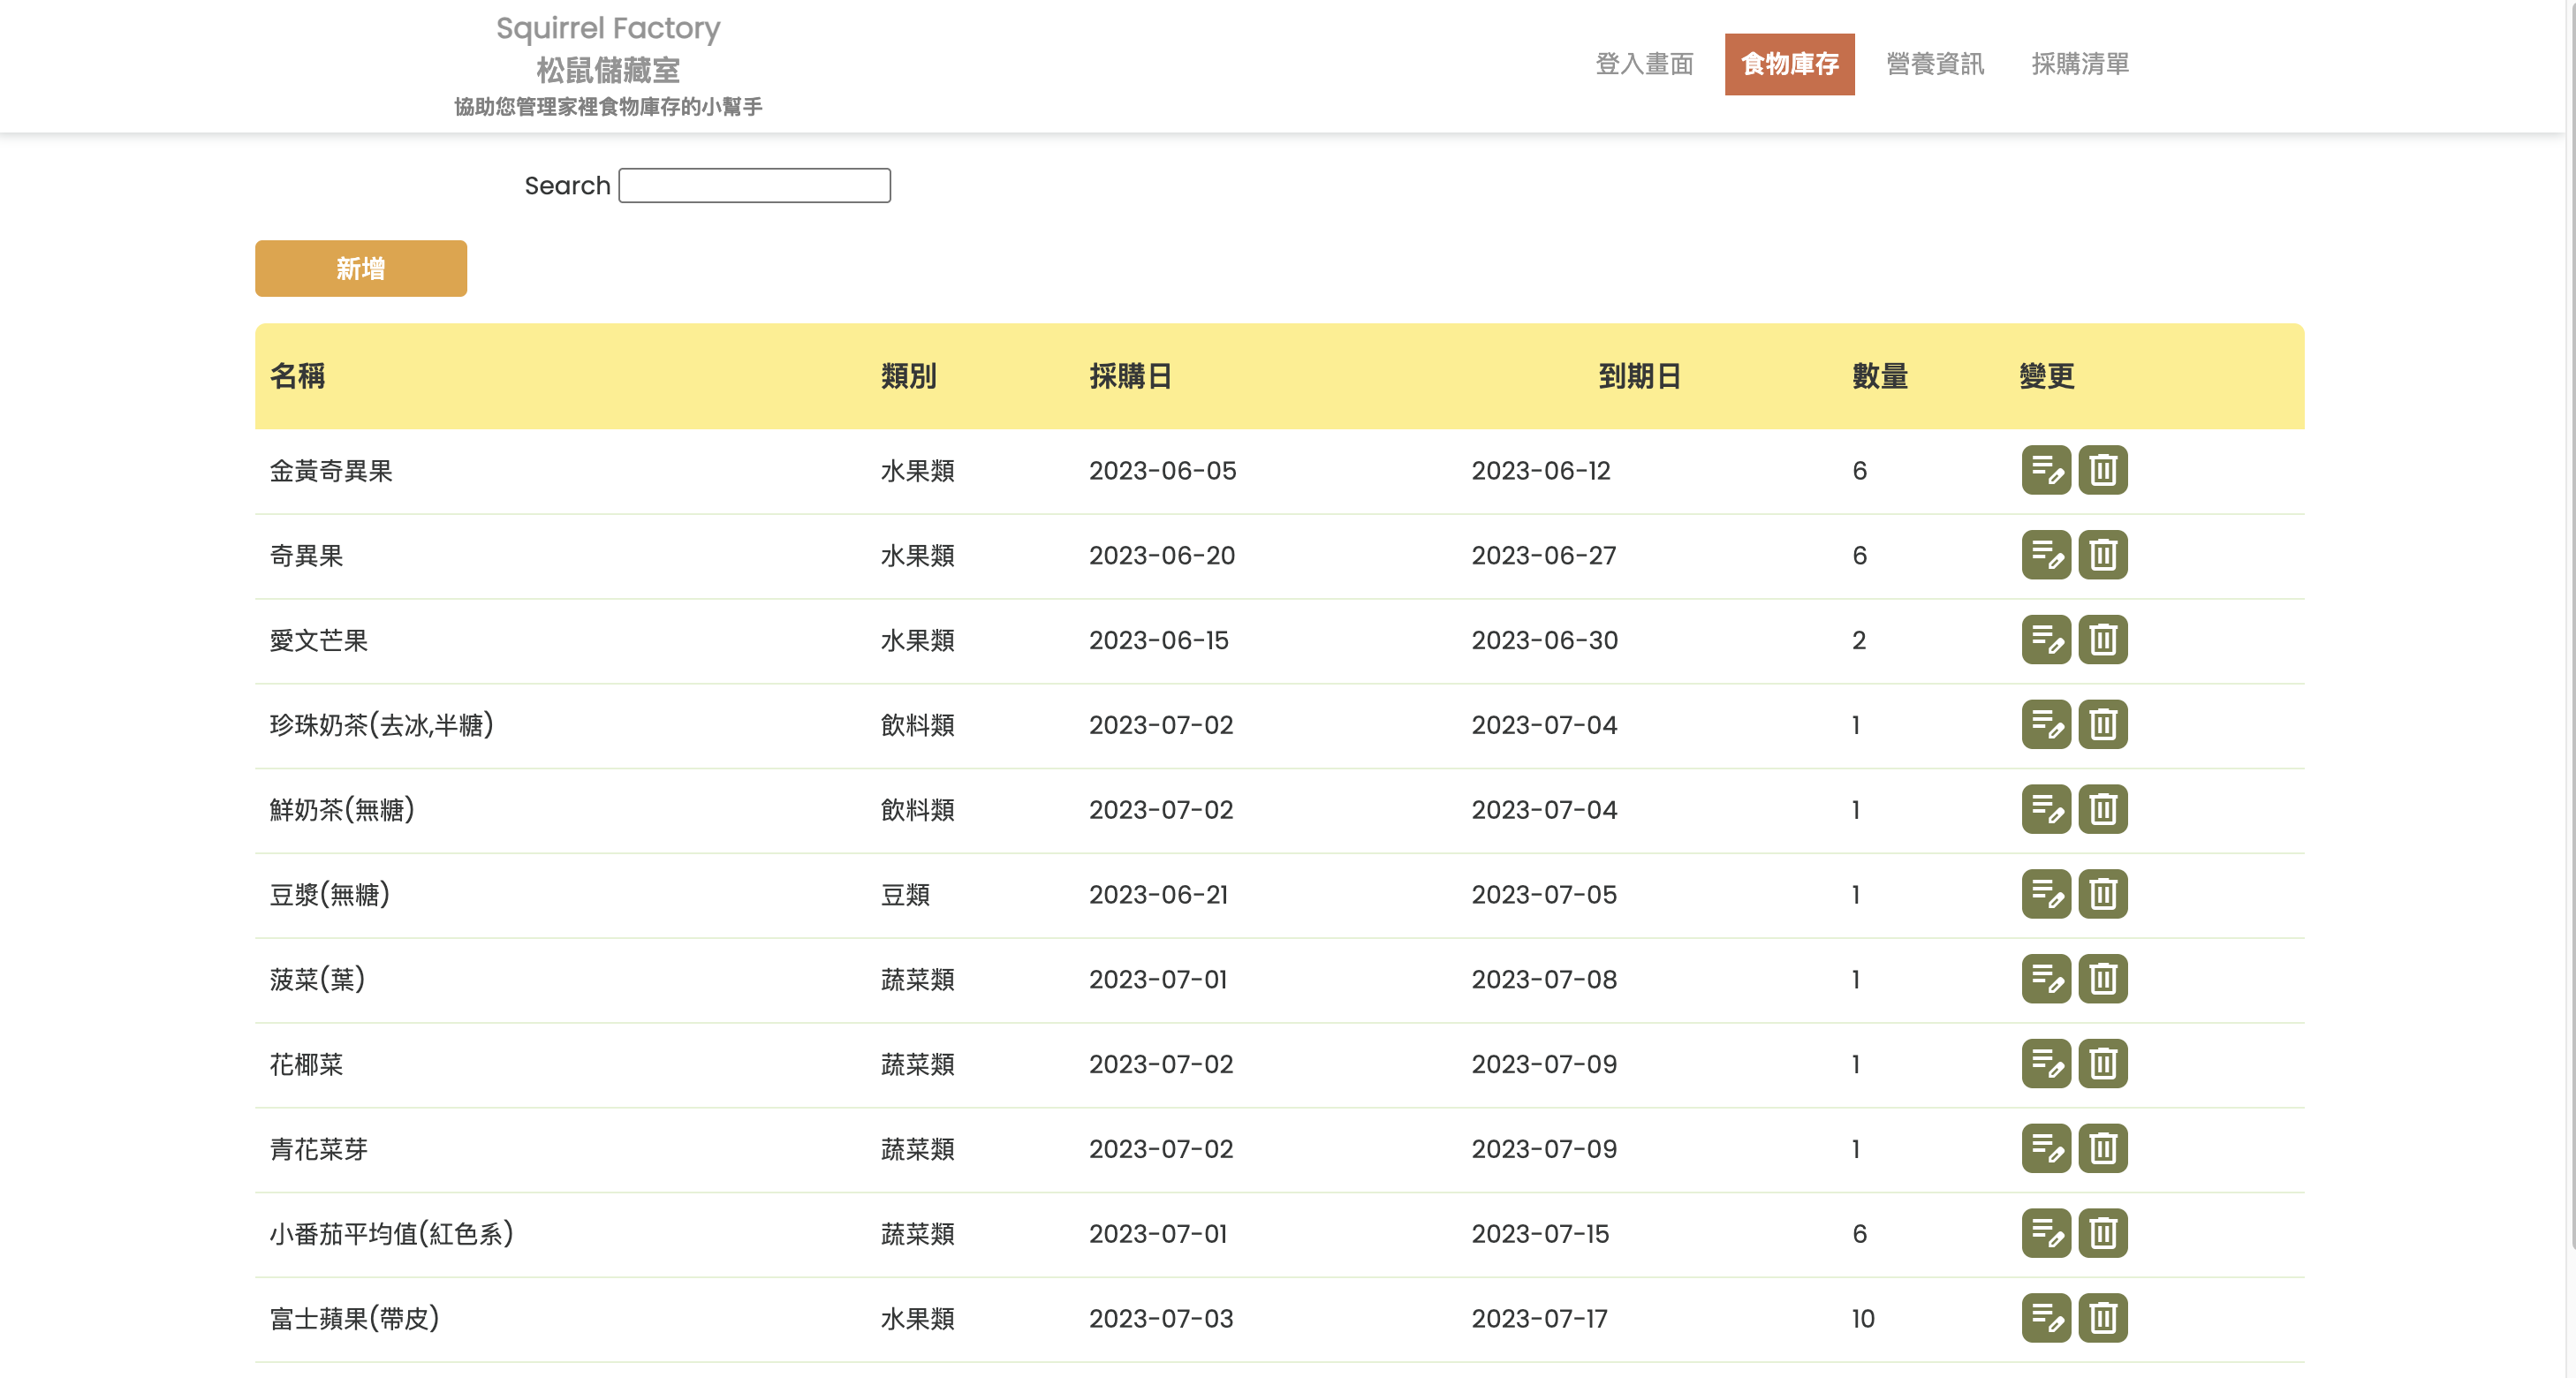 Squirrel Factory
松鼠儲藏室
協助您管理家裡食物庫存的小幫手
登入畫面 食物庫存 營養資訊 採購清單
Search
新增
名稱 類別 採購日 到期日 數量 變更
金黃奇異果 水果類 2023-06-05 2023-06-12 6
奇異果 水果類 2023-06-20 2023-06-27 6
愛文芒果 水果類 2023-06-15 2023-06-30 2
珍珠奶茶(去冰,半糖) 飲料類 2023-07-02 2023-07-04 1
鮮奶茶(無糖) 飲料類 2023-07-02 2023-07-04 1
豆漿(無糖) 豆類 2023-06-21 2023-07-05 1
菠菜(葉) 蔬菜類 2023-07-01 2023-07-08 1
花椰菜 蔬菜類 2023-07-02 2023-07-09 1
青花菜芽 蔬菜類 2023-07-02 2023-07-09 1
小番茄平均值(紅色系) 蔬菜類 2023-07-01 2023-07-15 6
富士蘋果(帶皮) 水果類 2023-07-03 2023-07-17 10